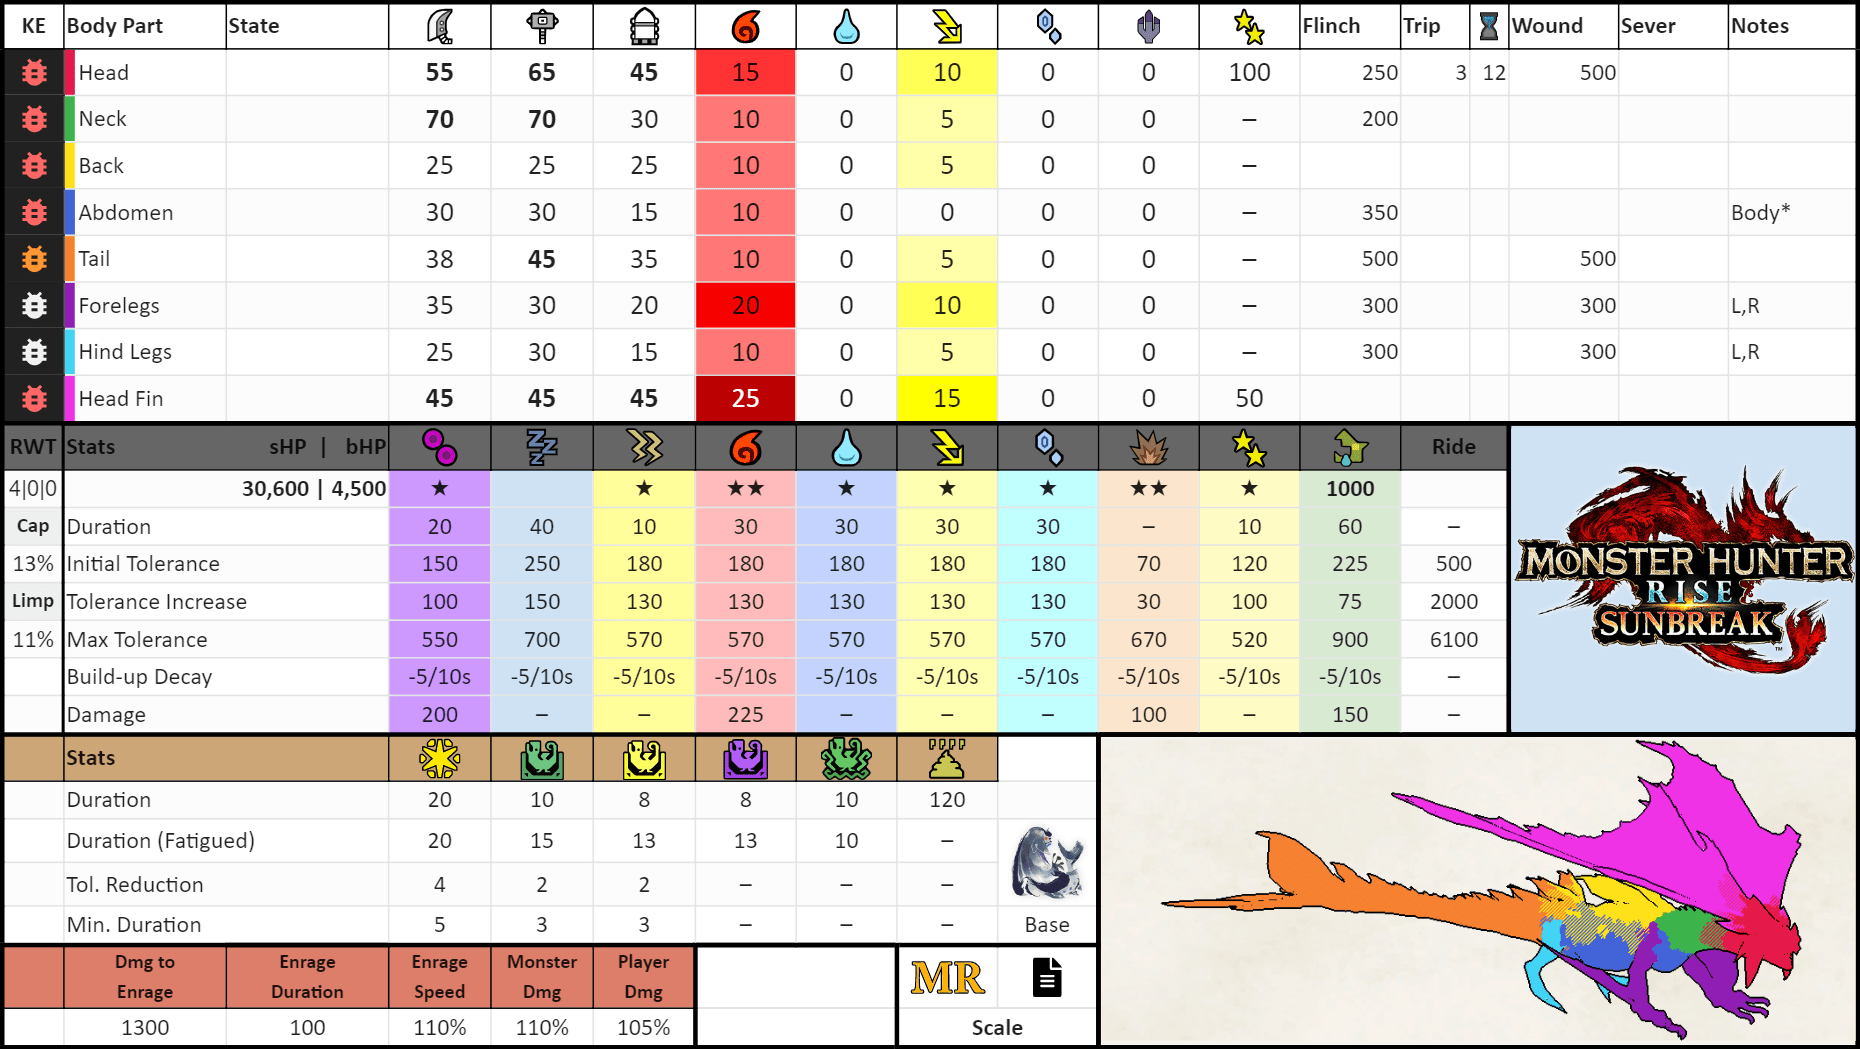 KE Body Part State Flinch Trip Wound Sever Notes
Head 55 65 45 15 0 10 0 0 100 250 3 12 500
Neck 70 70 30 10 0 5 0 0 – 200
Back 25 25 25 10 0 5 0 0 –
Abdomen 30 30 15 10 0 0 0 0 – 350 Body*
Tail 38 45 35 10 0 5 0 0 – 500 500
Forelegs 35 30 20 20 0 10 0 0 – 300 300 L,R
Hind Legs 25 30 15 10 0 5 0 0 – 300 300 L,R
Head Fin 45 45 45 25 0 15 0 0 50
RWT Stats sHP | bHP Ride
4|0|0 30,600 | 4,500 ★ ★ ★★ ★ ★ ★ ★★ ★ 1000
Cap Duration 20 40 10 30 30 30 30 – 10 60 –
13% Initial Tolerance 150 250 180 180 180 180 180 70 120 225 500
Limp Tolerance Increase 100 150 130 130 130 130 130 30 100 75 2000
11% Max Tolerance 550 700 570 570 570 570 570 670 520 900 6100
Build-up Decay -5/10s -5/10s -5/10s -5/10s -5/10s -5/10s -5/10s -5/10s -5/10s -5/10s –
Damage 200 – – 225 – – – 100 – 150 –
MONSTER HUNTER
RISE
SUNBREAK™
Stats
Duration 20 10 8 8 10 120
Duration (Fatigued) 20 15 13 13 10 –
Tol. Reduction 4 2 2 – – –
Min. Duration 5 3 3 – – – Base
Dmg to Enrage Enrage Monster Player
Enrage Duration Speed Dmg Dmg
MR
1300 100 110% 110% 105% Scale